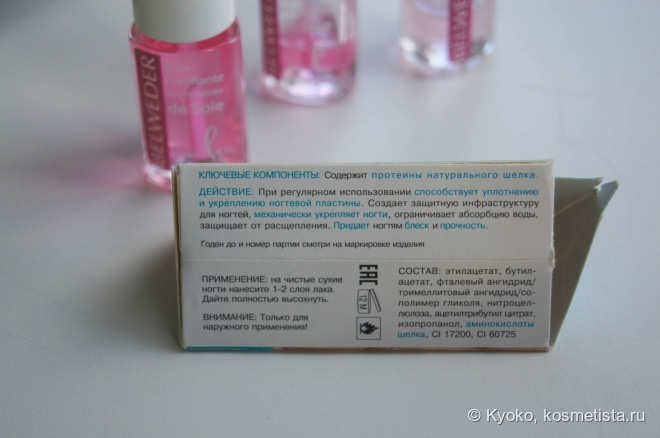 BELWEDER
de Soie
BELWEDER
BELWEDER
КЛЮЧЕВЫЕ КОМПОНЕНТЫ: Содержит протеины натурального шелка.
ДЕЙСТВИЕ: При регулярном использовании способствует уплотнению
и укреплению ногтевой пластины. Создает защитную инфраструктуру
для ногтей, механически укрепляет ногти, ограничивает абсорбцию воды,
защищает от расщепления. Придает ногтям блеск и прочность.
Годен до и номер партии смотри на маркировке изделия
ПРИМЕНЕНИЕ: на чистые сухие
ногти нанесите 1-2 слоя лака.
Дайте полностью высохнуть.
ВНИМАНИЕ: Только для
наружного применения!
EAC
12 M
СОСТАВ: этилацетат, бутил-
ацетат, фталевый ангидрид/
тримеллитовый ангидрид/со-
полимер гликоля, нитроцел-
люлоза, ацетилтрибутил цитрат,
изопропанол, аминокислоты
шелка, CI 17200, CI 60725
© Kyoko, kosmetista.ru